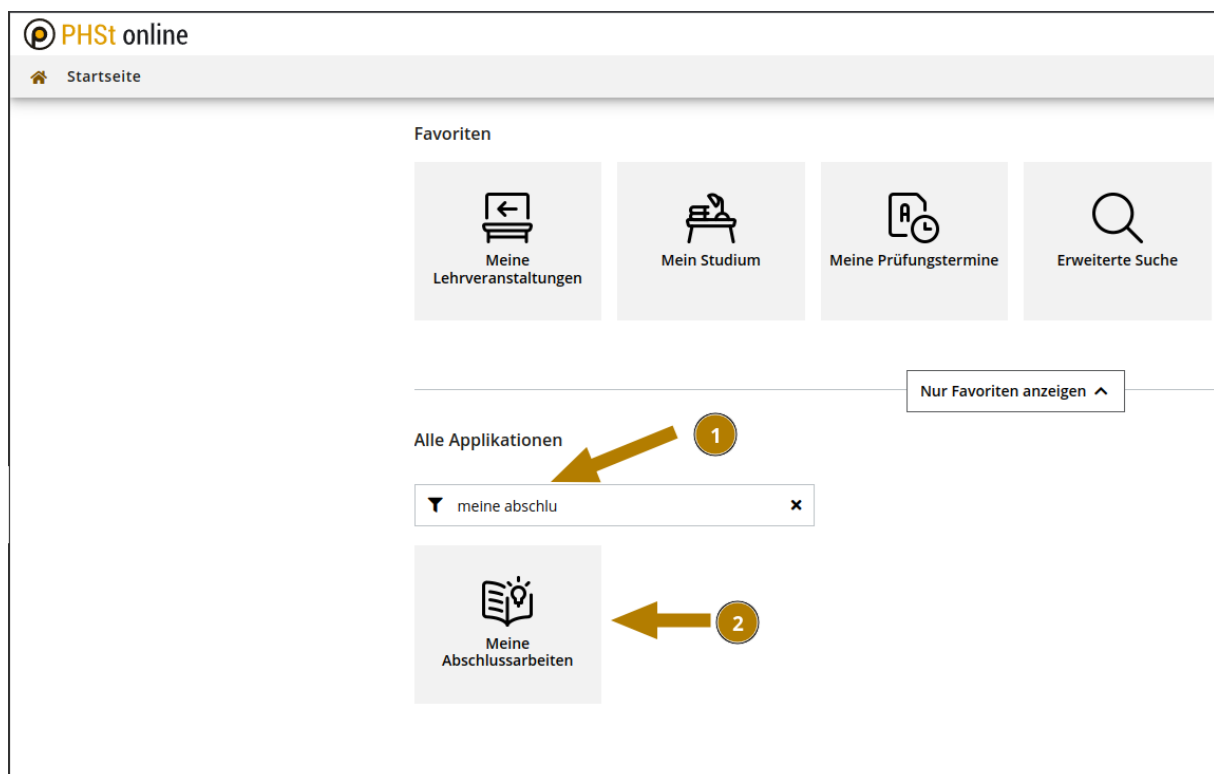 PHSt online
Startseite
Favoriten
Meine
Lehrveranstaltungen
Mein Studium
Meine Prüfungstermine
Erweiterte Suche
Nur Favoriten anzeigen
Alle Applikationen
1
meine abschlu
Meine
Abschlussarbeiten
2